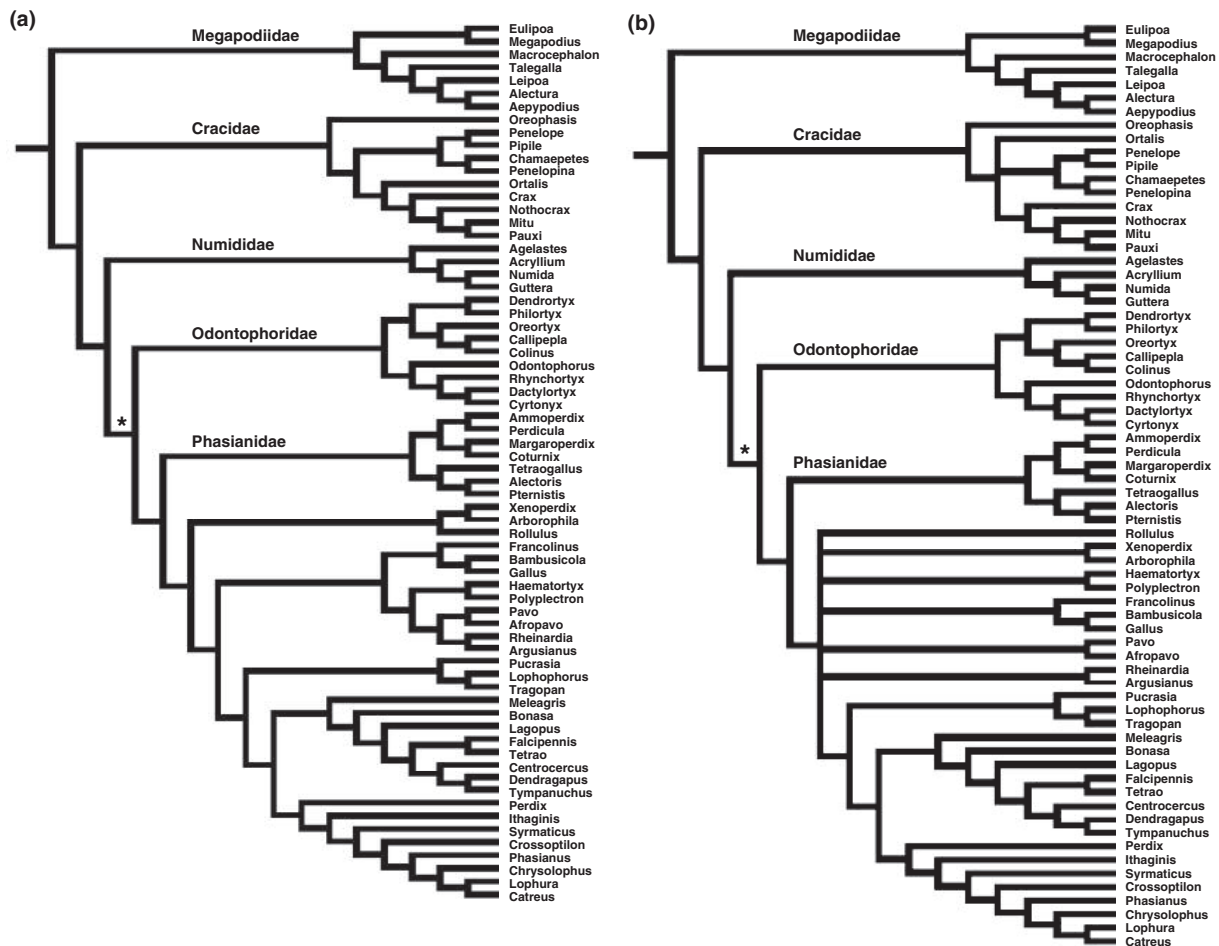 (a)
Megapodiidae
Eulipoa
Megapodius
Macrocephalon
Talegalla
Leipoa
Alectura
Aepypodius
Cracidae
Oreophasis
Penelope
Pipile
Chamaepetes
Penelopina
Ortalis
Crax
Nothocrax
Mitu
Pauxi
Numididae
Agelastes
Acryllium
Numida
Guttera
Odontophoridae
Dendrortyx
Philortyx
Oreortyx
Callipepla
Colinus
Odontophorus
Rhynchortyx
Dactylortyx
Cyrtonyx
*
Phasianidae
Ammoperdix
Perdicula
Margaroperdix
Coturnix
Tetraogallus
Alectoris
Pternistis
Xenoperdix
Arborophila
Rollulus
Francolinus
Bambusicola
Gallus
Haematortyx
Polyplectron
Pavo
Afropavo
Rheinardia
Argusianus
Pucrasia
Lophophorus
Tragopan
Meleagris
Bonasa
Lagopus
Falcipennis
Tetrao
Centrocercus
Dendragapus
Tympanuchus
Perdix
Ithaginis
Syrmaticus
Crossoptilon
Phasianus
Chrysolophus
Lophura
Catreus
(b)
Megapodiidae
Eulipoa
Megapodius
Macrocephalon
Talegalla
Leipoa
Alectura
Aepypodius
Cracidae
Oreophasis
Ortalis
Penelope
Pipile
Chamaepetes
Penelopina
Crax
Nothocrax
Mitu
Pauxi
Numididae
Agelastes
Acryllium
Numida
Guttera
Odontophoridae
Dendrortyx
Philortyx
Oreortyx
Callipepla
Colinus
Odontophorus
Rhynchortyx
Dactylortyx
Cyrtonyx
*
Phasianidae
Ammoperdix
Perdicula
Margaroperdix
Coturnix
Tetraogallus
Alectoris
Pternistis
Rollulus
Xenoperdix
Arborophila
Haematortyx
Polyplectron
Francolinus
Bambusicola
Gallus
Pavo
Afropavo
Rheinardia
Argusianus
Pucrasia
Lophophorus
Tragopan
Meleagris
Bonasa
Lagopus
Falcipennis
Tetrao
Centrocercus
Dendragapus
Tympanuchus
Perdix
Ithaginis
Syrmaticus
Crossoptilon
Phasianus
Chrysolophus
Lophura
Catreus